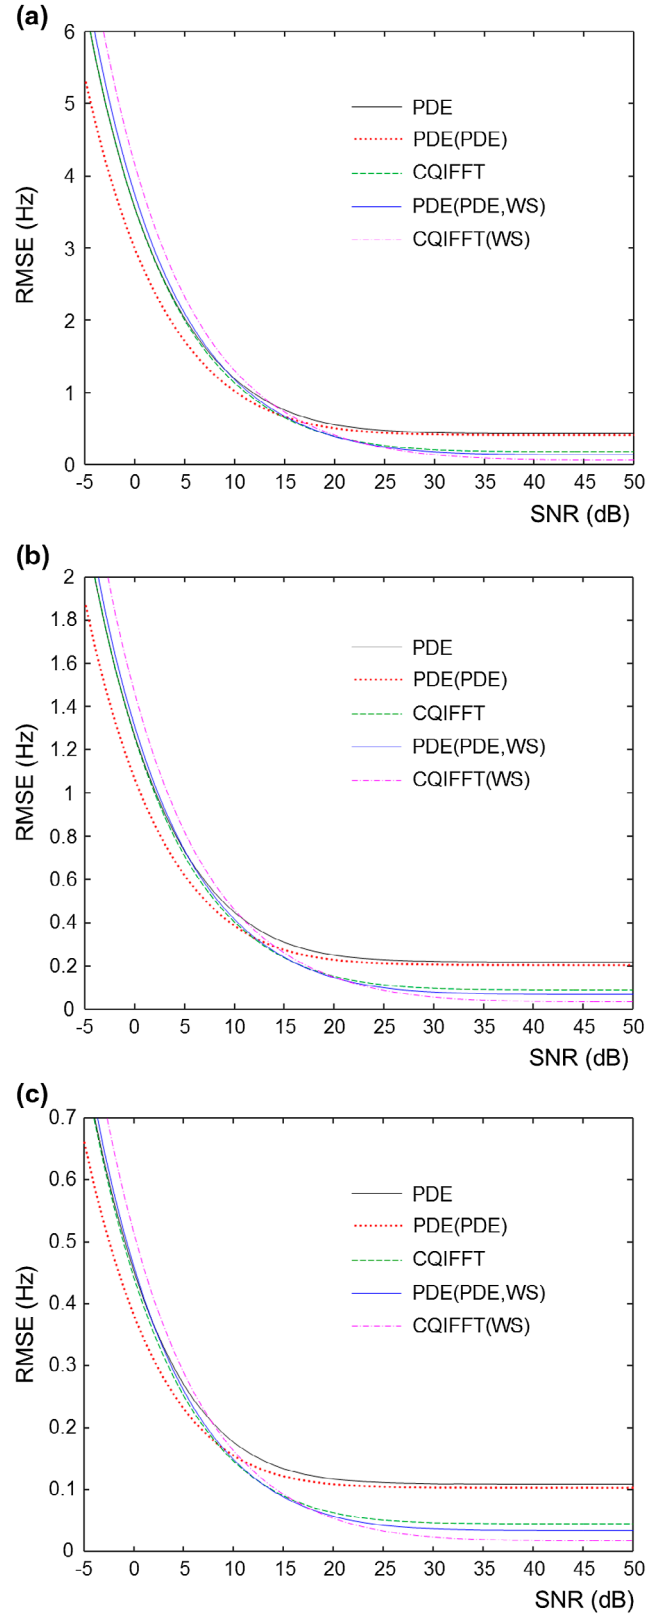 (a)
6
5
4
3
2
1
0
RMSE (Hz)
PDE
PDE(PDE)
CQIFFT
PDE(PDE,WS)
CQIFFT(WS)
-5 0 5 10 15 20 25 30 35 40 45 50
SNR (dB)
(b)
2
1.8
1.6
1.4
1.2
1
0.8
0.6
0.4
0.2
0
RMSE (Hz)
PDE
PDE(PDE)
CQIFFT
PDE(PDE,WS)
CQIFFT(WS)
-5 0 5 10 15 20 25 30 35 40 45 50
SNR (dB)
(c)
0.7
0.6
0.5
0.4
0.3
0.2
0.1
0
RMSE (Hz)
PDE
PDE(PDE)
CQIFFT
PDE(PDE,WS)
CQIFFT(WS)
-5 0 5 10 15 20 25 30 35 40 45 50
SNR (dB)